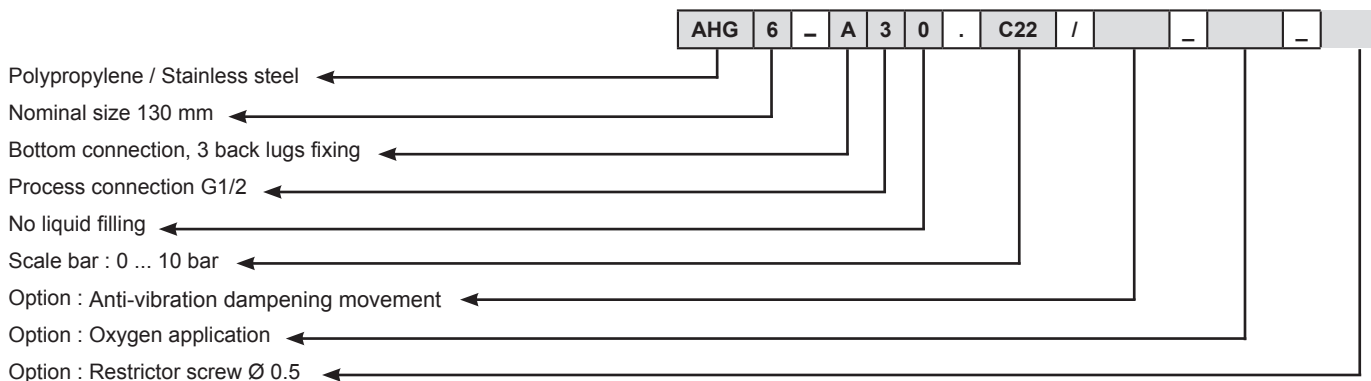 AHG 6 – A 3 0 . C22 / _ _
Polypropylene / Stainless steel
Nominal size 130 mm
Bottom connection, 3 back lugs fixing
Process connection G1/2
No liquid filling
Scale bar : 0 ... 10 bar
Option : Anti-vibration dampening movement
Option : Oxygen application
Option : Restrictor screw Ø 0.5